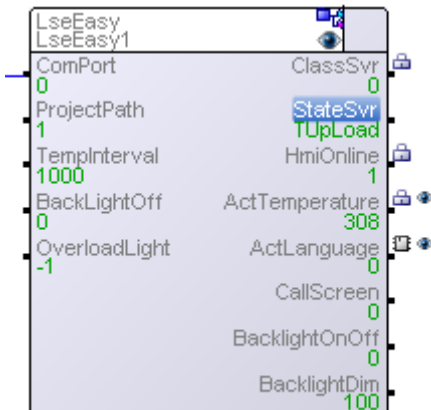 LseEasy
LseEasy1
ComPort
0
ProjectPath
1
TempInterval
1000
BackLightOff
0
OverloadLight
-1
ClassSvr
0
StateSvr
TUpLoad
HmiOnline
1
ActTemperature
308
ActLanguage
0
CallScreen
0
BacklightOnOff
0
BacklightDim
100